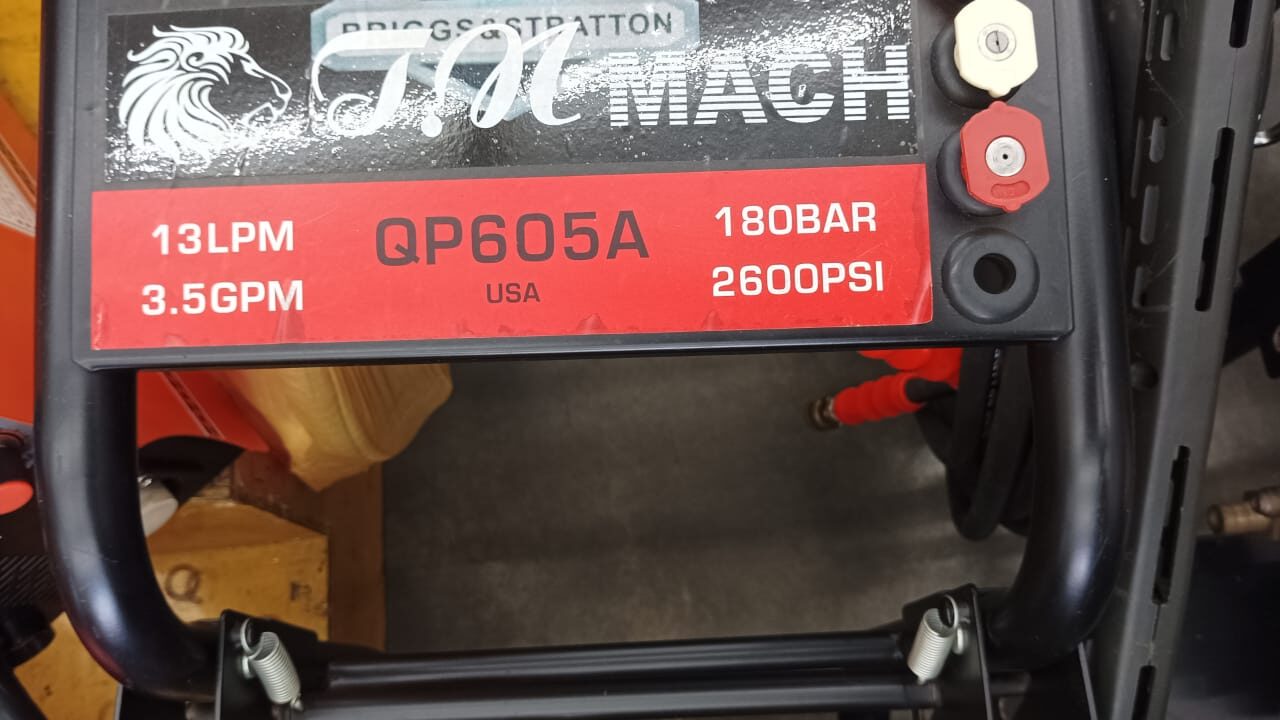 BRIGGS&STRATTON
T.M MACH
13LPM QP605A 180BAR
3.5GPM USA 2600PSI